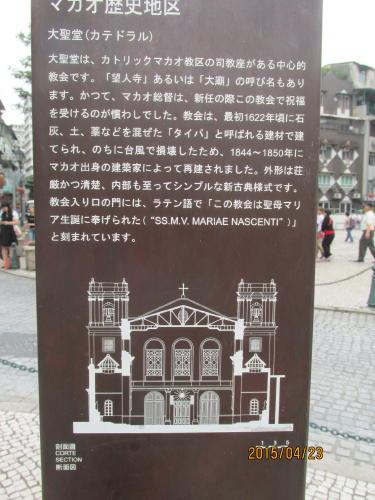 マカオ歴史地区
大聖堂(カテドラル)
大聖堂は、カトリックマカオ教区の司教座がある中心的
教会です。「望人寺」あるいは「大廟」の呼び名もあり
ます。かつて、マカオ総督は、新任の際この教会で祝福
を受けるのが慣わしでした。教会は、最初1622年頃に石
灰、土、藁などを混ぜた「タイパ」と呼ばれる建材で建
てられ、のちに台風で損壊したため、1844～1850年に
マカオ出身の建築家によって再建されました。外形は荘
厳かつ清楚、内部も至ってシンプルな新古典様式です。
教会入り口の門には、ラテン語で「この教会は聖母マリ
ア生誕に奉げられた(“SS.M.V. MARIAE NASCENTI”)」
と刻まれています。
剖面圖
CORTE
SECTION
断面図
1 3 5
2015/04/23